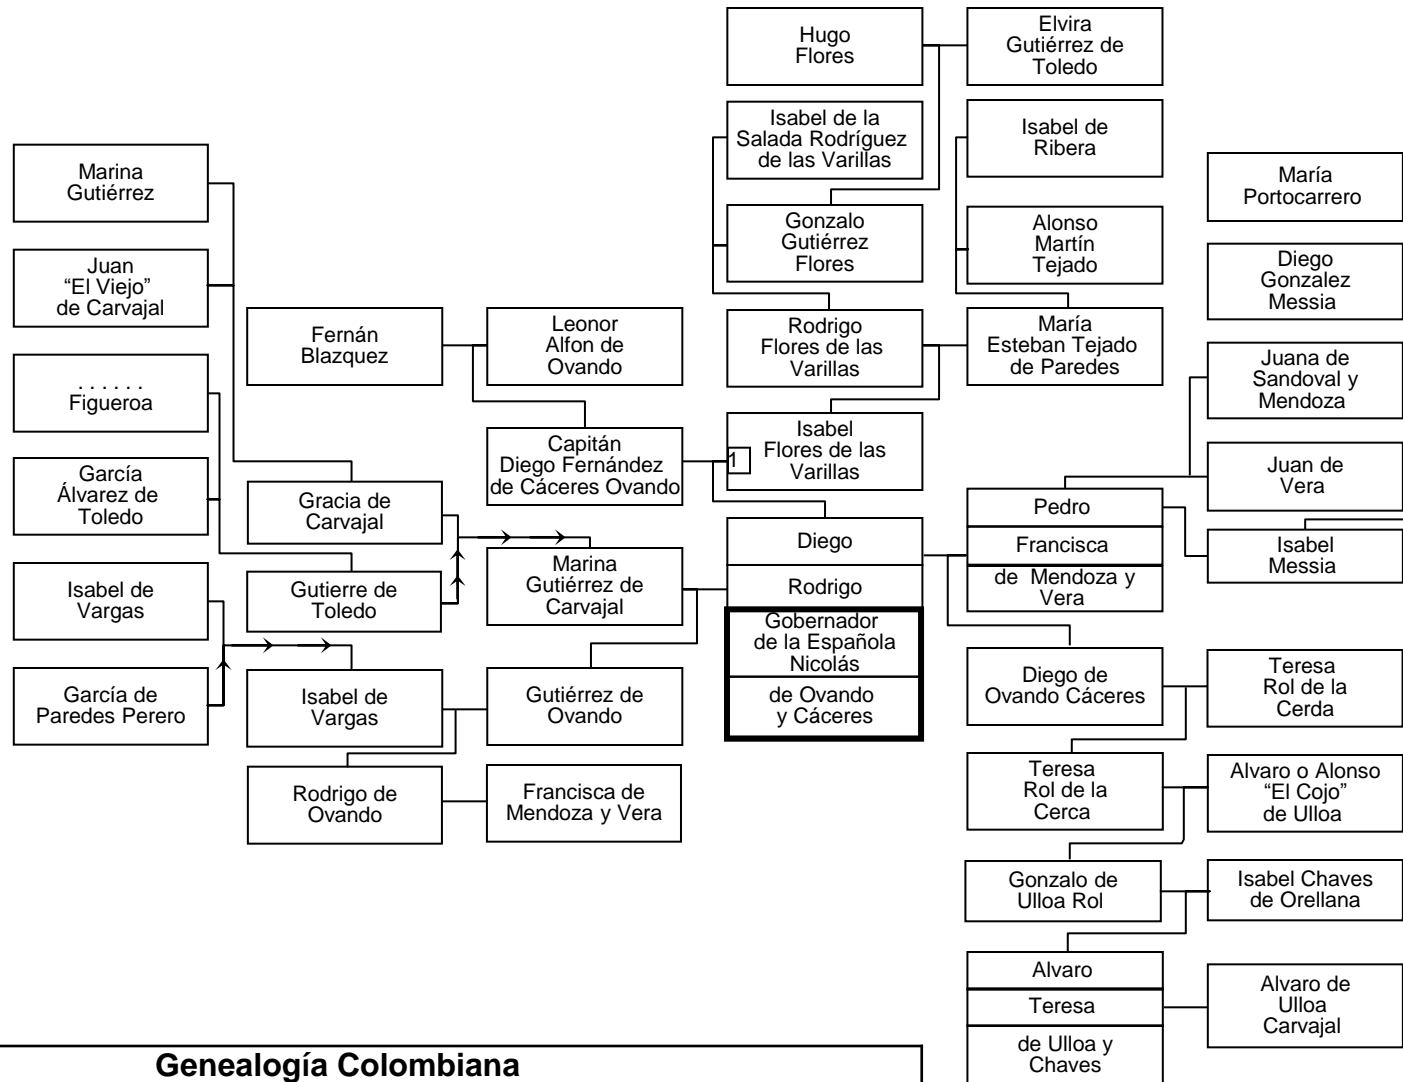 Hugo
Flores
Elvira
Gutiérrez de
Toledo
Isabel de la
Salada Rodríguez
de las Varillas
Isabel de
Ribera
Marina
Gutiérrez
María
Portocarrero
Gonzalo
Gutiérrez
Flores
Alonso
Martín
Tejado
Juan
“El Viejo”
de Carvajal
Diego
Gonzalez
Messia
Fernán
Blazquez
Leonor
Alfon de
Ovando
Rodrigo
Flores de las
Varillas
María
Esteban Tejado
de Paredes
Juana de
Sandoval y
Mendoza
. . . . . .
Figueroa
Capitán
Diego Fernández
de Cáceres Ovando
1
Isabel
Flores de las
Varillas
García
Álvarez de
Toledo
Juan de
Vera
Gracia de
Carvajal
Pedro
Francisca
de Mendoza y
Vera
Diego
Rodrigo
Gobernador
de la Española
Nicolás
de Ovando
y Cáceres
Isabel
Messia
Marina
Gutiérrez de
Carvajal
Isabel de
Vargas
Gutierre de
Toledo
García de
Paredes Perero
Isabel de
Vargas
Gutiérrez de
Ovando
Diego de
Ovando Cáceres
Teresa
Rol de la
Cerda
Rodrigo de
Ovando
Francisca de
Mendoza y Vera
Teresa
Rol de la
Cerca
Alvaro o Alonso
“El Cojo”
de Ulloa
Gonzalo de
Ulloa Rol
Isabel Chaves
de Orellana
Alvaro
Teresa
de Ulloa y
Chaves
Alvaro de
Ulloa
Carvajal
Genealogía Colombiana